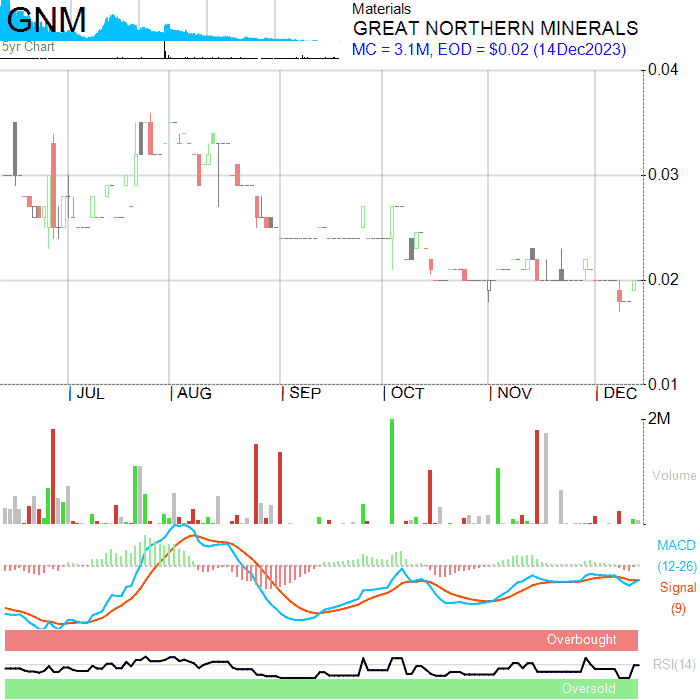 GNM
5yr Chart
Materials
GREAT NORTHERN MINERALS
MC = 3.1M, EOD = $0.02 (14Dec2023)
0.04
0.03
0.02
0.01
JUL
AUG
SEP
OCT
NOV
DEC
2M
Volume
MACD
(12-26)
Signal
(9)
Overbought
RSI(14)
Oversold